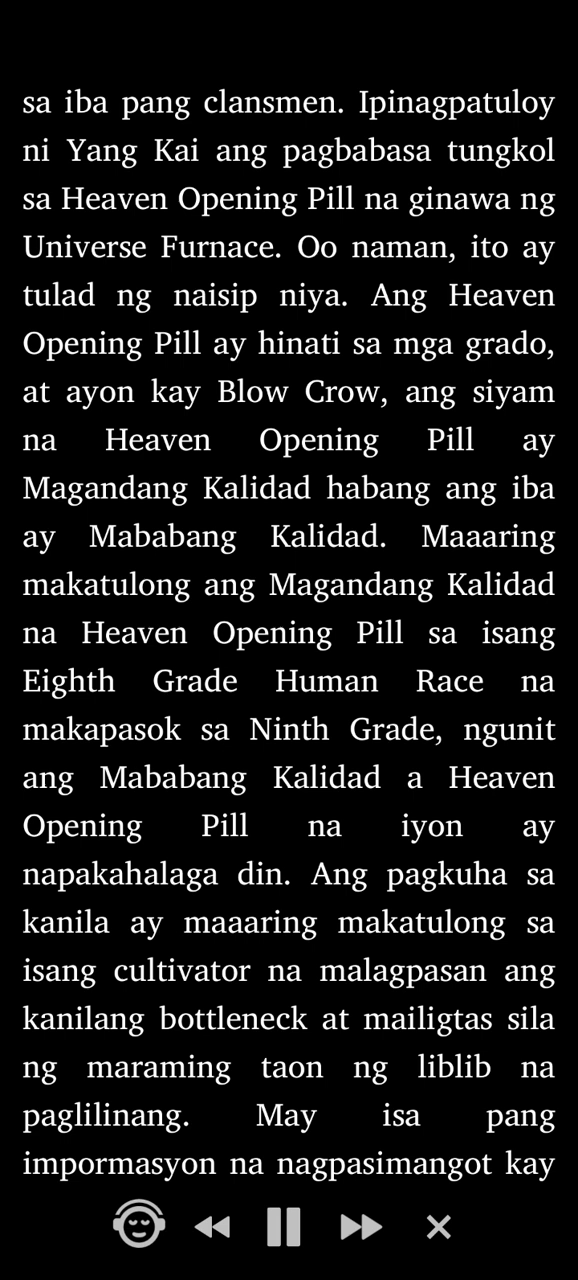 sa iba pang clansmen. Ipinagpatuloy
ni Yang Kai ang pagbabasa tungkol
sa Heaven Opening Pill na ginawa ng
Universe Furnace. Oo naman, ito ay
tulad ng naisip niya. Ang Heaven
Opening Pill ay hinati sa mga grado,
at ayon kay Blow Crow, ang siyam
na Heaven Opening Pill ay
Magandang Kalidad habang ang iba
ay Mababang Kalidad. Maaaring
makatulong ang Magandang Kalidad
na Heaven Opening Pill sa isang
Eighth Grade Human Race na
makapasok sa Ninth Grade, ngunit
ang Mababang Kalidad a Heaven
Opening Pill na iyon ay
napakahalaga din. Ang pagkuha sa
kanila ay maaaring makatulong sa
isang cultivator na malagpasan ang
kanilang bottleneck at mailigtas sila
ng maraming taon ng liblib na
paglilinang. May isa pang
impormasyon na nagpasimangot kay